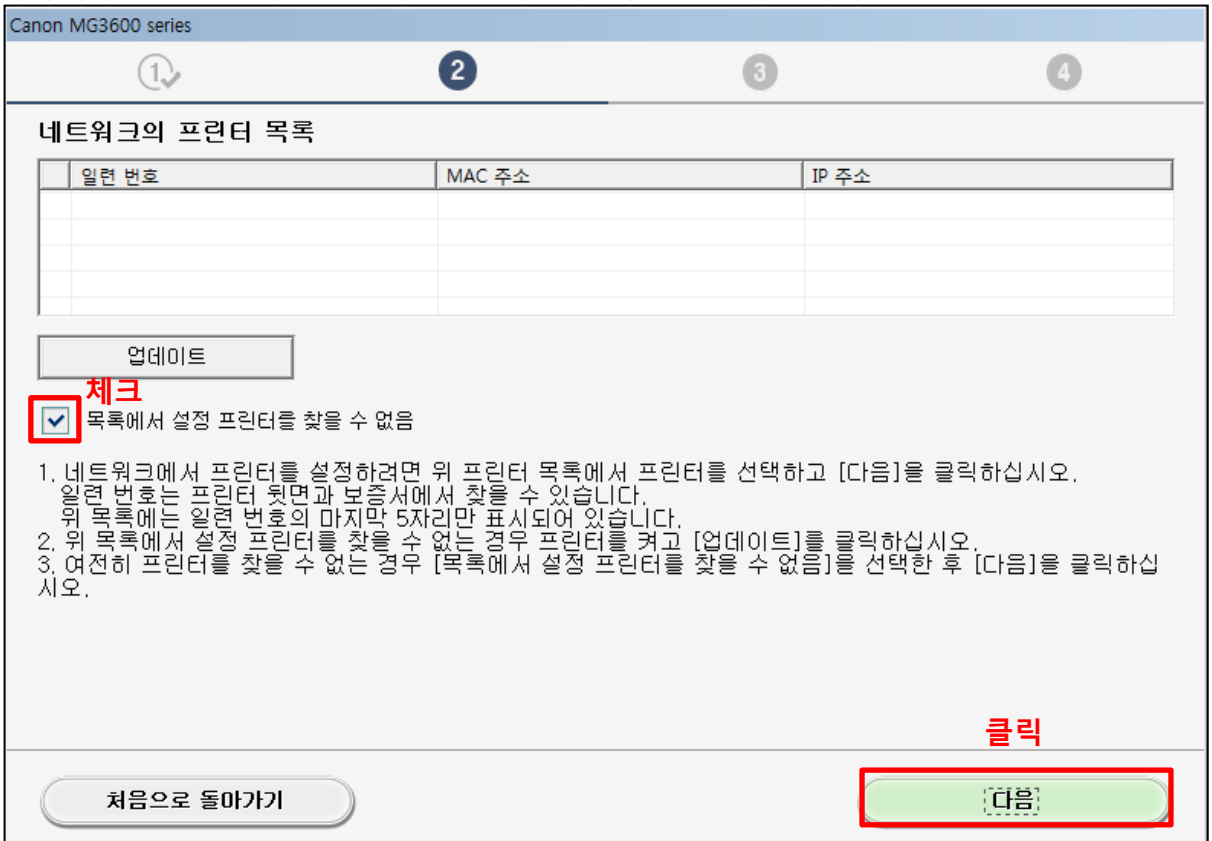 Canon MG3600 series
1 2 3 4
네트워크의 프린터 목록
일련 번호 MAC 주소 IP 주소
업데이트
체크
목록에서 설정 프린터를 찾을 수 없음
1. 네트워크에서 프린터를 설정하려면 위 프린터 목록에서 프린터를 선택하고 [다음]을 클릭하십시오.
일련 번호는 프린터 뒷면과 보증서에서 찾을 수 있습니다.
위 목록에는 일련 번호의 마지막 5자리만 표시되어 있습니다.
2. 위 목록에서 설정 프린터를 찾을 수 없는 경우 프린터를 켜고 [업데이트]를 클릭하십시오.
3. 여전히 프린터를 찾을 수 없는 경우 [목록에서 설정 프린터를 찾을 수 없음]을 선택한 후 [다음]을 클릭하십
시오.
클릭
처음으로 돌아가기 다음